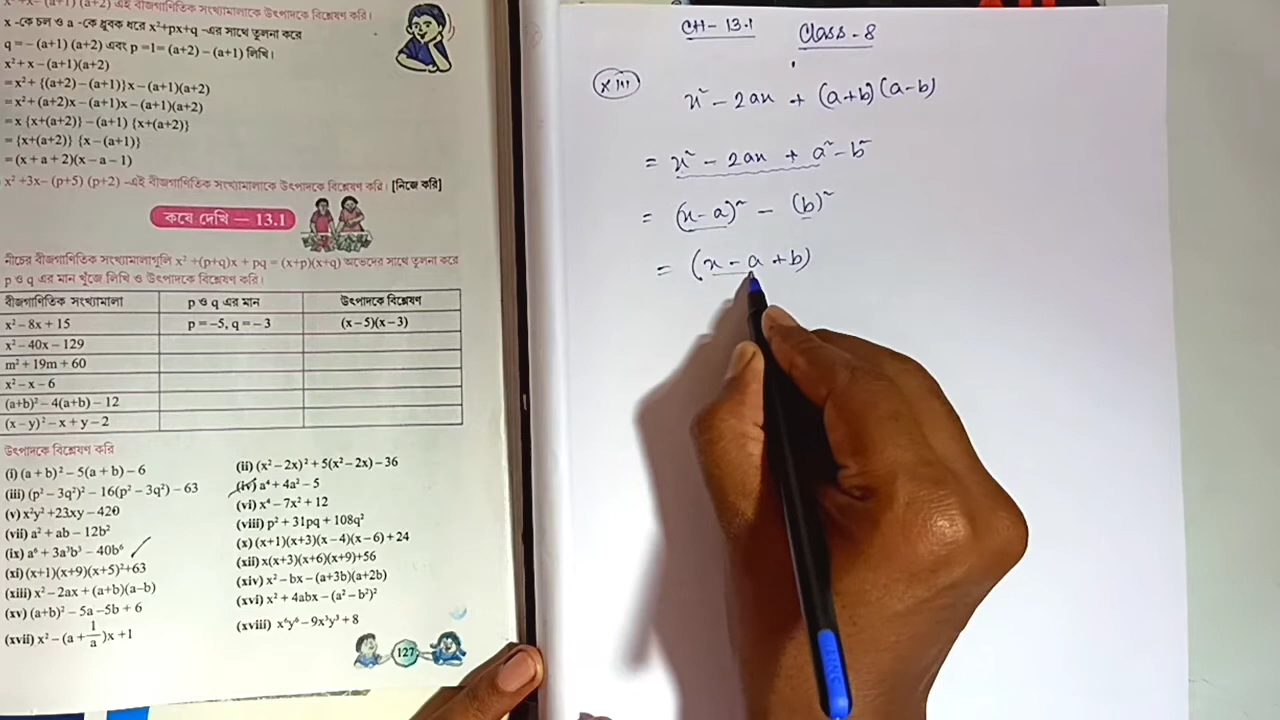 x -কে চল ও a -কে ধ্রুবক ধরে x²+px+q -এর সাথে তুলনা করে
q = – (a+1) (a+2) এবং p =1= (a+2) – (a+1) লিখি।
x² + x – (a+1)(a+2)
=x² + {(a+2) – (a+1)}x – (a+1)(a+2)
=x² + (a+2)x – (a+1)x – (a+1)(a+2)
= x {x+(a+2)} – (a+1) {x+(a+2)}
= {x+(a+2)} {x – (a+1)}
= (x + a + 2)(x – a – 1)
x² +3x– (p+5) (p+2) -এই বীজগাণিতিক সংখ্যামালাকে উৎপাদকে বিশ্লেষণ করি। [নিজে করি]
কষে দেখি — 13.1
নীচের বীজগাণিতিক সংখ্যামালাগুলি x² +(p+q)x + pq = (x+p)(x+q) অভেদের সাথে তুলনা করে
p ও q এর মান খুঁজে লিখি ও উৎপাদকে বিশ্লেষণ করি।
বীজগাণিতিক সংখ্যামালা p ও q এর মান উৎপাদকে বিশ্লেষণ
x² – 8x + 15 p = –5, q = – 3 (x – 5)(x – 3)
x² – 40x – 129
m² + 19m + 60
x² – x – 6
(a+b)² – 4(a+b) – 12
(x – y)² – x + y – 2
উৎপাদকে বিশ্লেষণ করি
(i) (a + b)² – 5(a + b) – 6 (ii) (x² – 2x)² + 5(x² – 2x) – 36
(iii) (p² – 3q²)² – 16(p² – 3q²) – 63 (iv) a⁴ + 4a² – 5
(v) x²y² +23xy – 420 (vi) x⁴ – 7x² + 12
(vii) a² + ab – 12b² (viii) p² + 31pq + 108q²
(ix) a⁶ + 3a³b³ – 40b⁶ (x) (x+1)(x+3)(x–4)(x–6)+24
(xi) (x+1)(x+9)(x+5)²+63 (xii) x(x+3)(x+6)(x+9)+56
(xiii) x² – 2ax + (a+b)(a–b) (xiv) x² – bx – (a+3b)(a+2b)
(xv) (a+b)² – 5a –5b + 6 (xvi) x² + 4abx – (a² – b²)²
(xvii) x² – (a + 1/a)x +1 (xviii) x⁶y⁶ – 9x³y³ + 8
127
CH – 13.1 Class – 8
XIII x² – 2ax + (a+b) (a–b)
= x² – 2ax + a² – b²
= (x – a)² – (b)²
= (x – a + b)